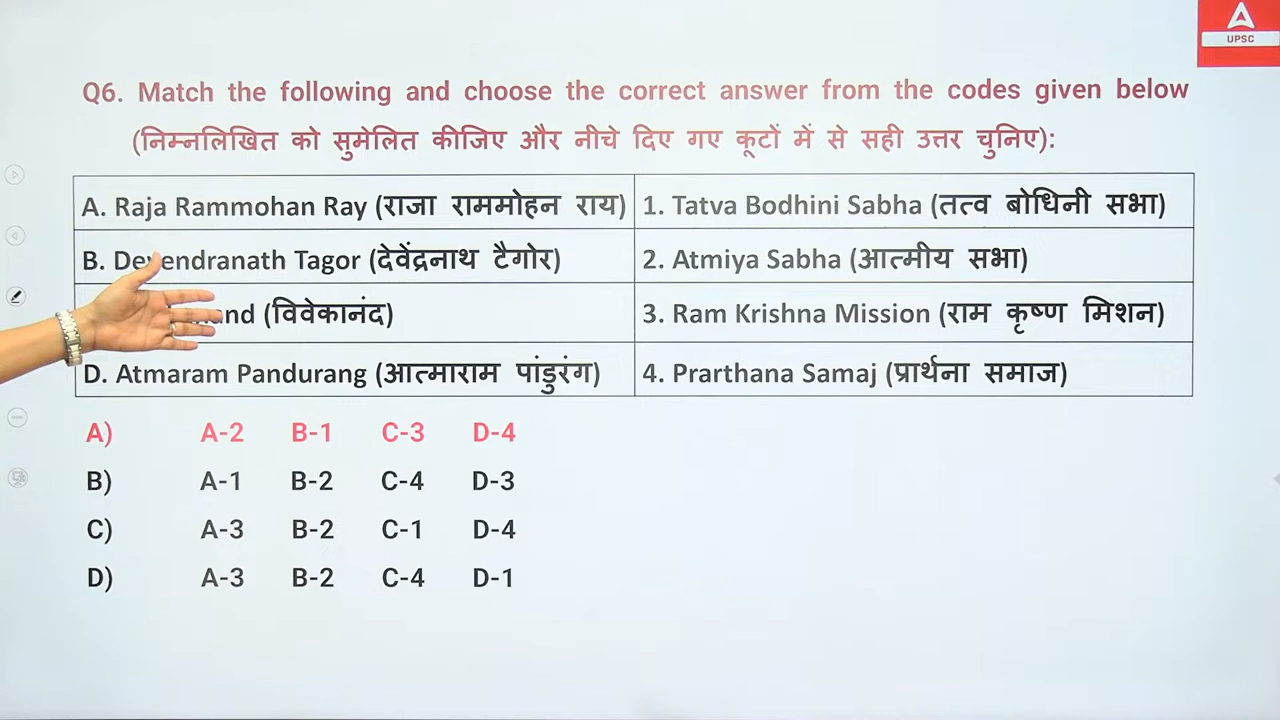 UPSC
Q6. Match the following and choose the correct answer from the codes given below
(निम्नलिखित को सुमेलित कीजिए और नीचे दिए गए कूटों में से सही उत्तर चुनिए):
A. Raja Rammohan Ray (राजा राममोहन राय) 1. Tatva Bodhini Sabha (तत्व बोधिनी सभा)
B. Devendranath Tagor (देवेंद्रनाथ टैगोर) 2. Atmiya Sabha (आत्मीय सभा)
(विवेकानंद) 3. Ram Krishna Mission (राम कृष्ण मिशन)
D. Atmaram Pandurang (आत्माराम पांडुरंग) 4. Prarthana Samaj (प्रार्थना समाज)
A) A-2 B-1 C-3 D-4
B) A-1 B-2 C-4 D-3
C) A-3 B-2 C-1 D-4
D) A-3 B-2 C-4 D-1